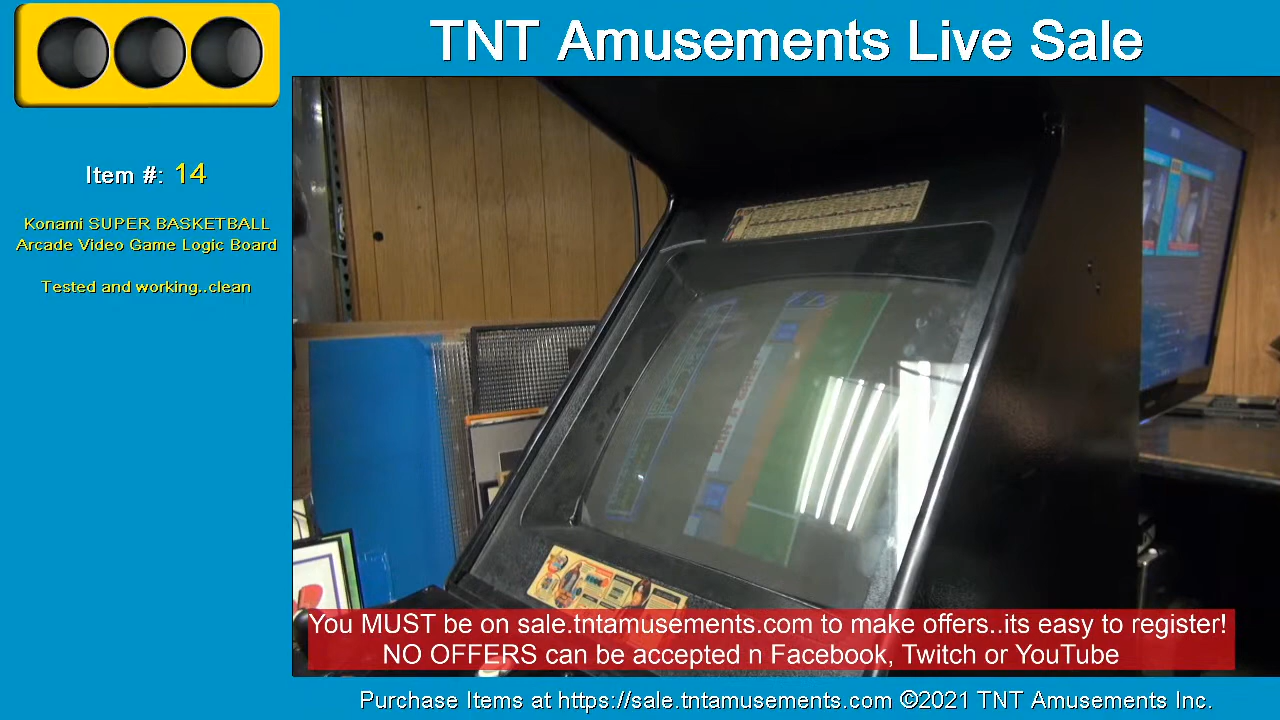 TNT Amusements Live Sale
Item #: 14
Konami SUPER BASKETBALL
Arcade Video Game Logic Board
Tested and working..clean
You MUST be on sale.tntamusements.com to make offers..its easy to register!
NO OFFERS can be accepted n Facebook, Twitch or YouTube
Purchase Items at https://sale.tntamusements.com ©2021 TNT Amusements Inc.